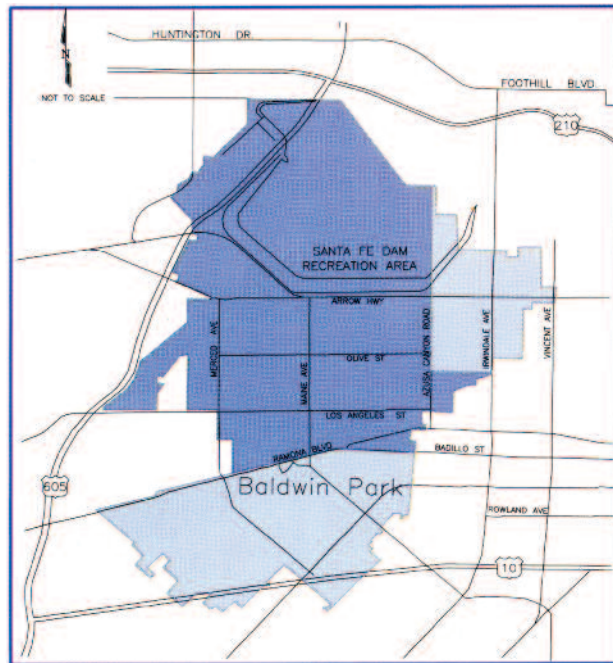 HUNTINGTON DR.
N
NOT TO SCALE
FOOTHILL BLVD
210
SANTA FE DAM
RECREATION AREA
ARROW HWY
MERCED AVE
MAINE AVE
OLIVE ST
AZUSA CANYON ROAD
IRWINDALE AVE
VINCENT AVE
LOS ANGELES ST
RAMONA BLVD
BADILLO ST
605
Baldwin Park
ROWLAND AVE
10